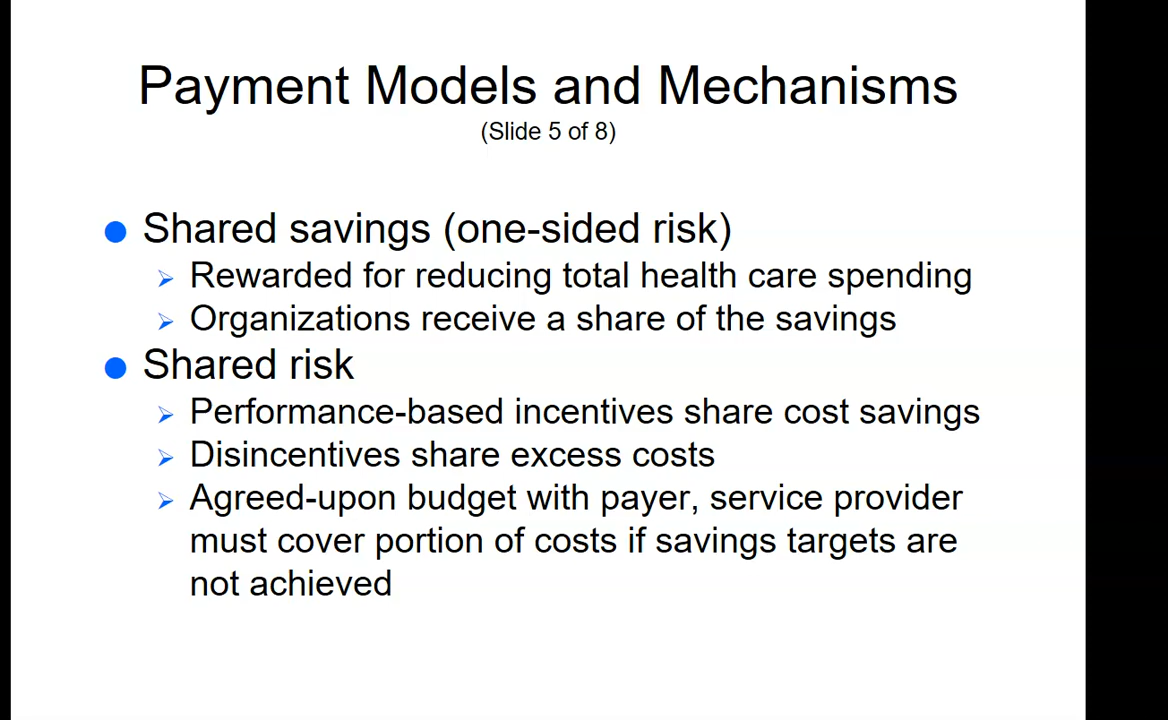 Payment Models and Mechanisms
(Slide 5 of 8)
Shared savings (one-sided risk)
Rewarded for reducing total health care spending
Organizations receive a share of the savings
Shared risk
Performance-based incentives share cost savings
Disincentives share excess costs
Agreed-upon budget with payer, service provider
must cover portion of costs if savings targets are
not achieved